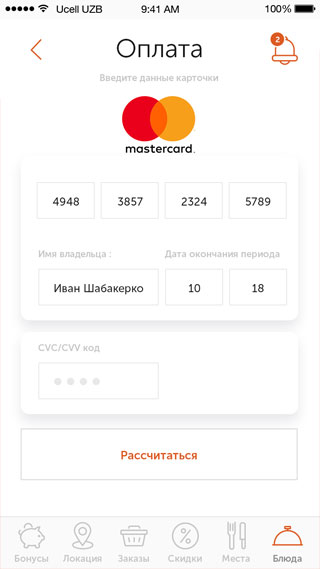 Ucell UZB 9:41 AM 100%
Оплата
2
Введите данные карточки
mastercard.
4948 3857 2324 5789
Имя владельца : Дата окончания периода
Иван Шабакерко 10 18
CVC/CVV код
Рассчитаться
Бонусы Локация Заказы Скидки Места Блюда